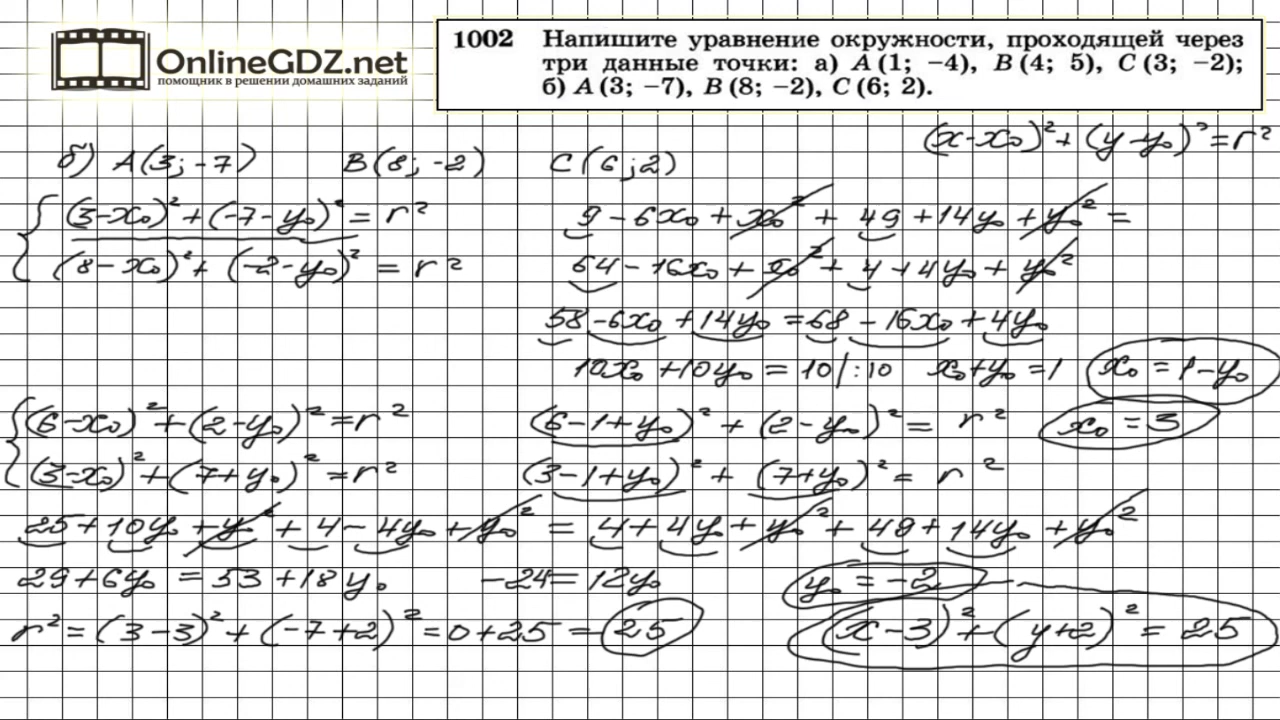 OnlineGDZ.net
помощник в решении домашних заданий
1002 Напишите уравнение окружности, проходящей через
три данные точки: а) A (1; −4), B (4; 5), C (3; −2);
б) A (3; −7), B (8; −2), C (6; 2).
(x-x₀)²+(y-y₀)²=r²
б) A(3;-7) B(8;-2) C(6;2)
(3-x₀)²+(-7-y₀)²=r² 9-6x₀+x₀²+49+14y₀+y₀²=
(8-x₀)²+(-2-y₀)²=r² 64-16x₀+x₀²+4+4y₀+y₀²
58-6x₀+14y₀=68-16x₀+4y₀
10x₀+10y₀=10/:10 x₀+y₀=1 x₀=1-y₀
(6-x₀)²+(2-y₀)²=r² (6-1+y₀)²+(2-y₀)²=r² x₀=3
(3-x₀)²+(7+y₀)²=r² (3-1+y₀)²+(7+y₀)²=r²
25+10y₀+y₀²+4-4y₀+y₀²=4+4y₀+y₀²+49+14y₀+y₀²
29+6y₀=53+18y₀ -24=12y₀ y₀=-2
r²=(3-3)²+(-7+2)²=0+25=25 (x-3)²+(y+2)²=25